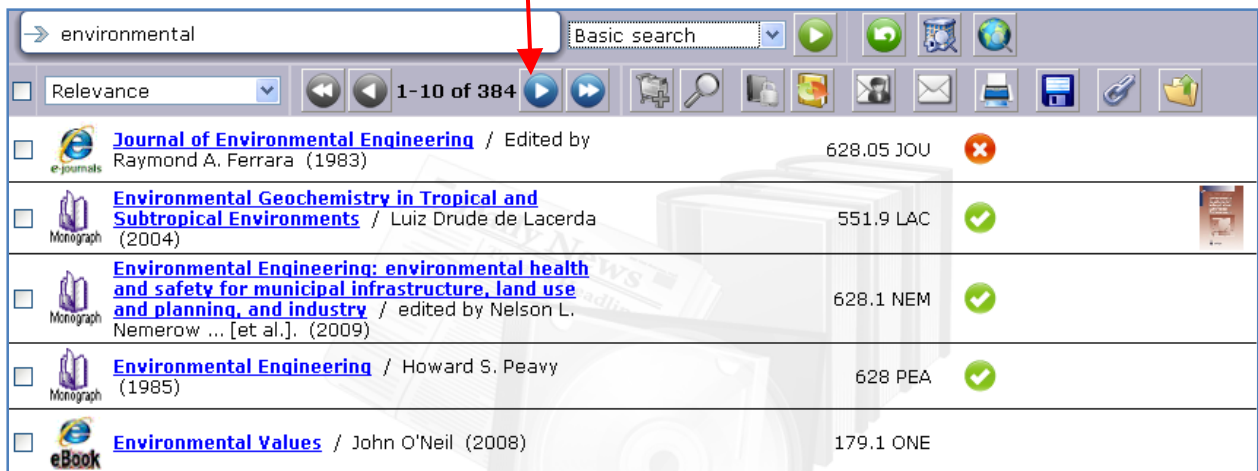 environmental Basic search
Relevance 1-10 of 384
Journal of Environmental Engineering / Edited by
Raymond A. Ferrara (1983)
e-journals
628.05 JOU
Environmental Geochemistry in Tropical and
Subtropical Environments / Luiz Drude de Lacerda
(2004)
Monograph
551.9 LAC
Environmental Engineering: environmental health
and safety for municipal infrastructure, land use
and planning, and industry / edited by Nelson L.
Nemerow ... [et al.]. (2009)
Monograph
628.1 NEM
Environmental Engineering / Howard S. Peavy
(1985)
Monograph
628 PEA
Environmental Values / John O'Neil (2008)
eBook
179.1 ONE